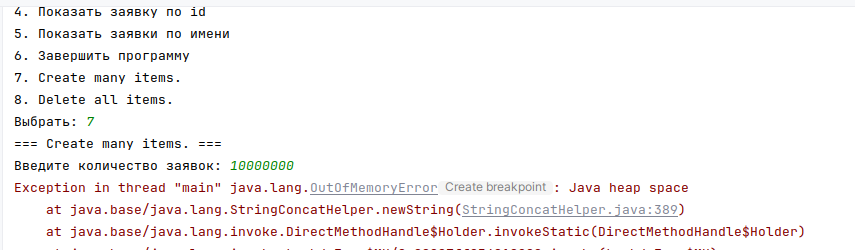 4. Показать заявку по id
5. Показать заявки по имени
6. Завершить программу
7. Create many items.
8. Delete all items.
Выбрать: 7
=== Create many items. ===
Введите количество заявок: 10000000
Exception in thread "main" java.lang.OutOfMemoryError Create breakpoint : Java heap space
at java.base/java.lang.StringConcatHelper.newString(StringConcatHelper.java:389)
at java.base/java.lang.invoke.DirectMethodHandle$Holder.invokeStatic(DirectMethodHandle$Holder)